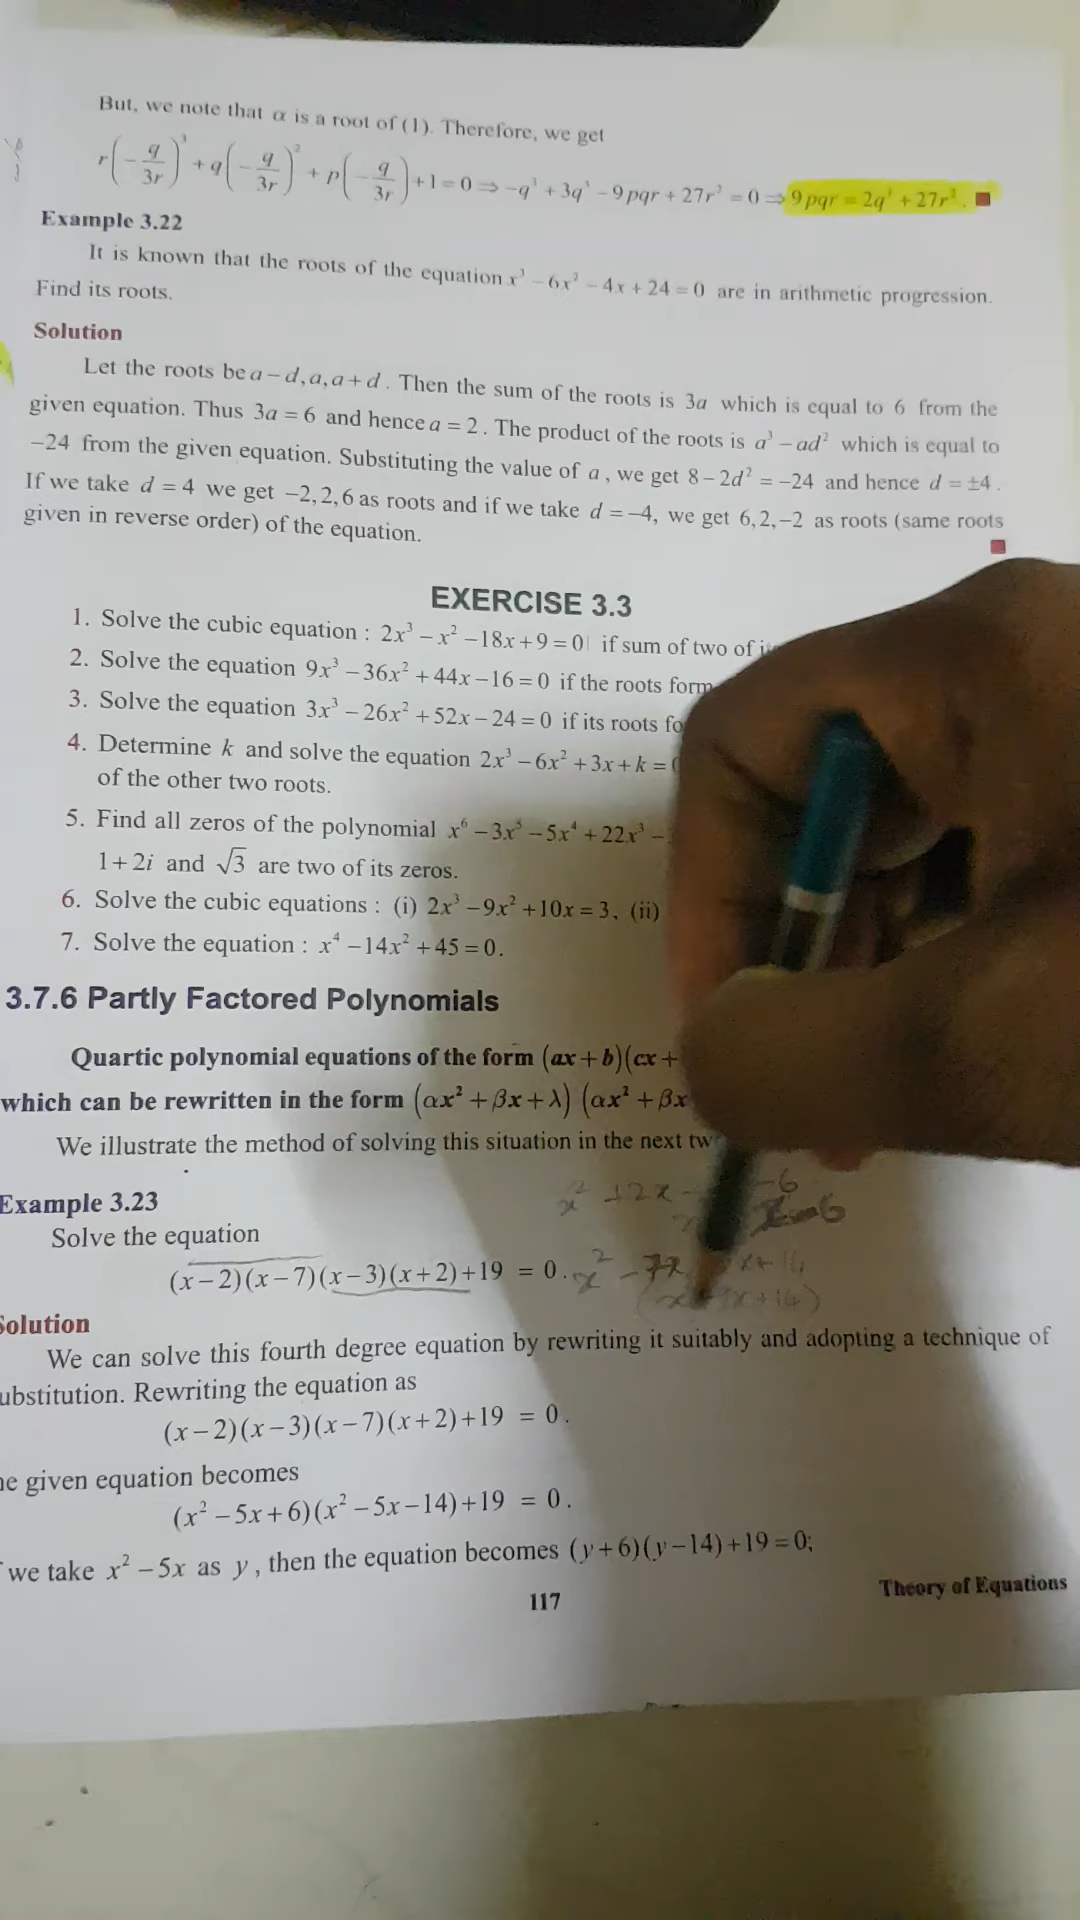 But, we note that α is a root of (1). Therefore, we get
r(-q/3r)³ + q(-q/3r)² + p(-q/3r) + 1 = 0 ⇒ -q³ + 3q³ - 9pqr + 27r² = 0 ⇒ 9pqr = 2q³ + 27r². ■
Example 3.22
It is known that the roots of the equation x³ - 6x² - 4x + 24 = 0 are in arithmetic progression.
Find its roots.
Solution
Let the roots be a - d, a, a + d. Then the sum of the roots is 3a which is equal to 6 from the
given equation. Thus 3a = 6 and hence a = 2. The product of the roots is a³ - ad² which is equal to
-24 from the given equation. Substituting the value of a, we get 8 - 2d² = -24 and hence d = ±4.
If we take d = 4 we get -2, 2, 6 as roots and if we take d = -4, we get 6, 2, -2 as roots (same roots
given in reverse order) of the equation. ■
EXERCISE 3.3
1. Solve the cubic equation : 2x³ - x² - 18x + 9 = 0 if sum of two of
2. Solve the equation 9x³ - 36x² + 44x - 16 = 0 if the roots form
3. Solve the equation 3x³ - 26x² + 52x - 24 = 0 if its roots
4. Determine k and solve the equation 2x³ - 6x² + 3x + k =
of the other two roots.
5. Find all zeros of the polynomial x⁶ - 3x⁵ - 5x⁴ + 22x³ -
1 + 2i and √3 are two of its zeros.
6. Solve the cubic equations : (i) 2x³ - 9x² + 10x = 3, (ii)
7. Solve the equation : x⁴ - 14x² + 45 = 0.
3.7.6 Partly Factored Polynomials
Quartic polynomial equations of the form (ax + b)(cx +
which can be rewritten in the form (αx² + βx + λ) (αx² + βx
We illustrate the method of solving this situation in the next
x² + 2x - -6
Example 3.23
Solve the equation
(x - 2)(x - 7)(x - 3)(x + 2) + 19 = 0. x² - 7x x + 14
x + 14)
Solution
We can solve this fourth degree equation by rewriting it suitably and adopting a technique of
ubstitution. Rewriting the equation as
(x - 2)(x - 3)(x - 7)(x + 2) + 19 = 0.
he given equation becomes
(x² - 5x + 6)(x² - 5x - 14) + 19 = 0.
we take x² - 5x as y, then the equation becomes (y + 6)(y - 14) + 19 = 0;
117
Theory of Equations